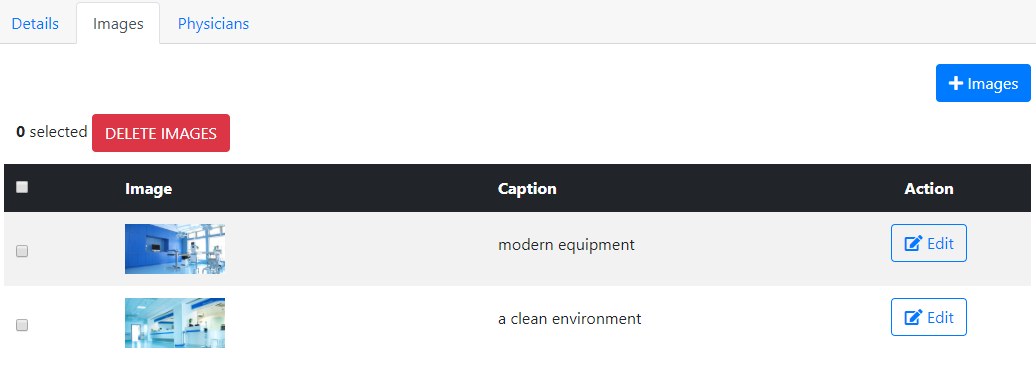 Details Images Physicians
+ Images
0 selected DELETE IMAGES
Image Caption Action
modern equipment Edit
a clean environment Edit